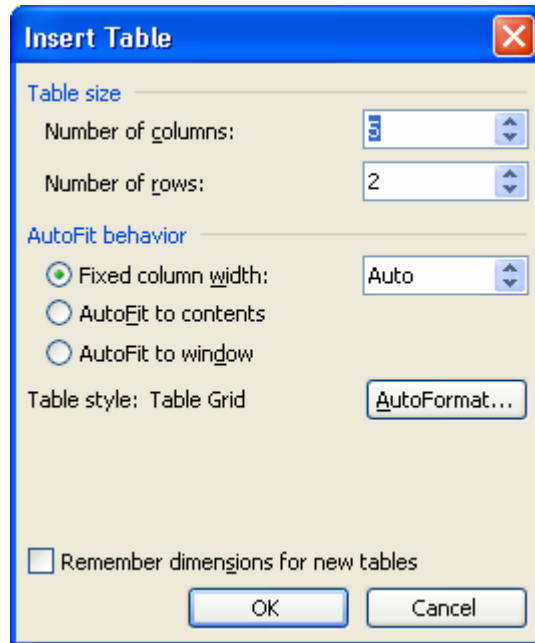 Insert Table
Table size
Number of columns: 5
Number of rows: 2
AutoFit behavior
Fixed column width: Auto
AutoFit to contents
AutoFit to window
Table style: Table Grid AutoFormat...
Remember dimensions for new tables
OK Cancel